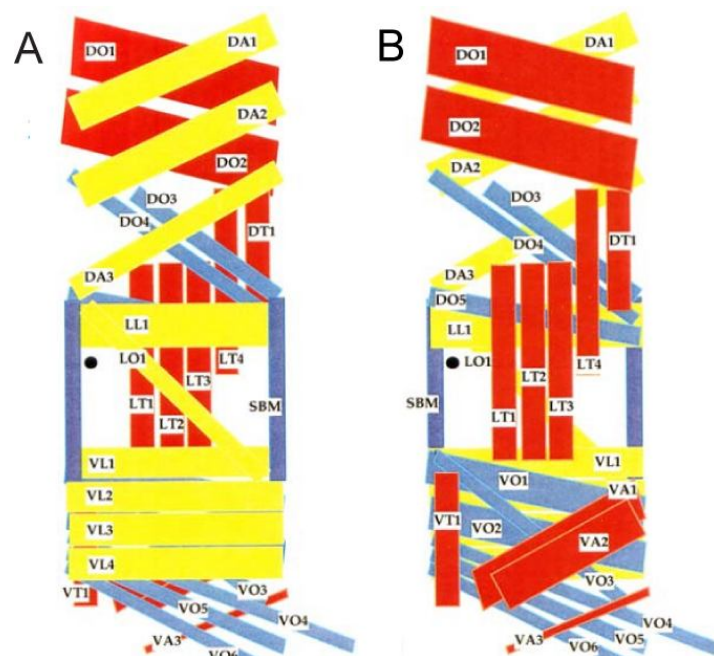 A
DO1
DA1
DA2
DO2
DO3
DO4
DT1
DA3
LL1
LO1
LT4
LT3
LT1
SBM
LT2
VL1
VL2
VL3
VL4
VT1
VO3
VO5
VO4
VA3
VO6
B
DA1
DO1
DO2
DA2
DO3
DO4
DT1
DA3
DO5
LL1
LO1
LT4
LT2
SBM
LT1
LT3
VL1
VO1
VA1
VT1
VO2
VA2
VO3
VO4
VO5
VA3
VO6